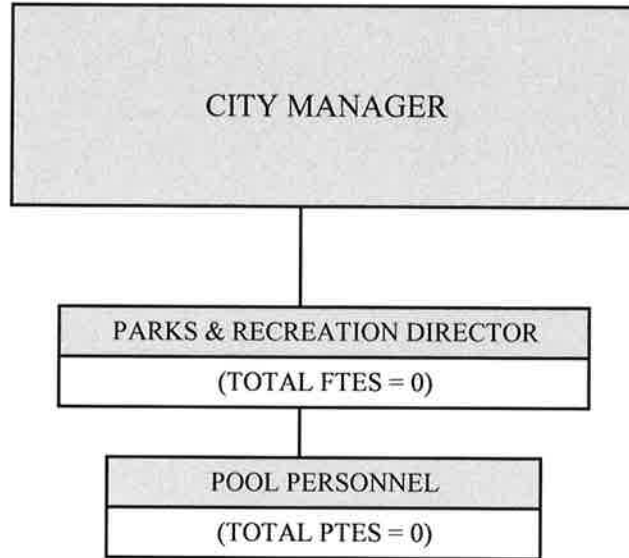 CITY MANAGER
PARKS & RECREATION DIRECTOR
(TOTAL FTES = 0)
POOL PERSONNEL
(TOTAL PTES = 0)